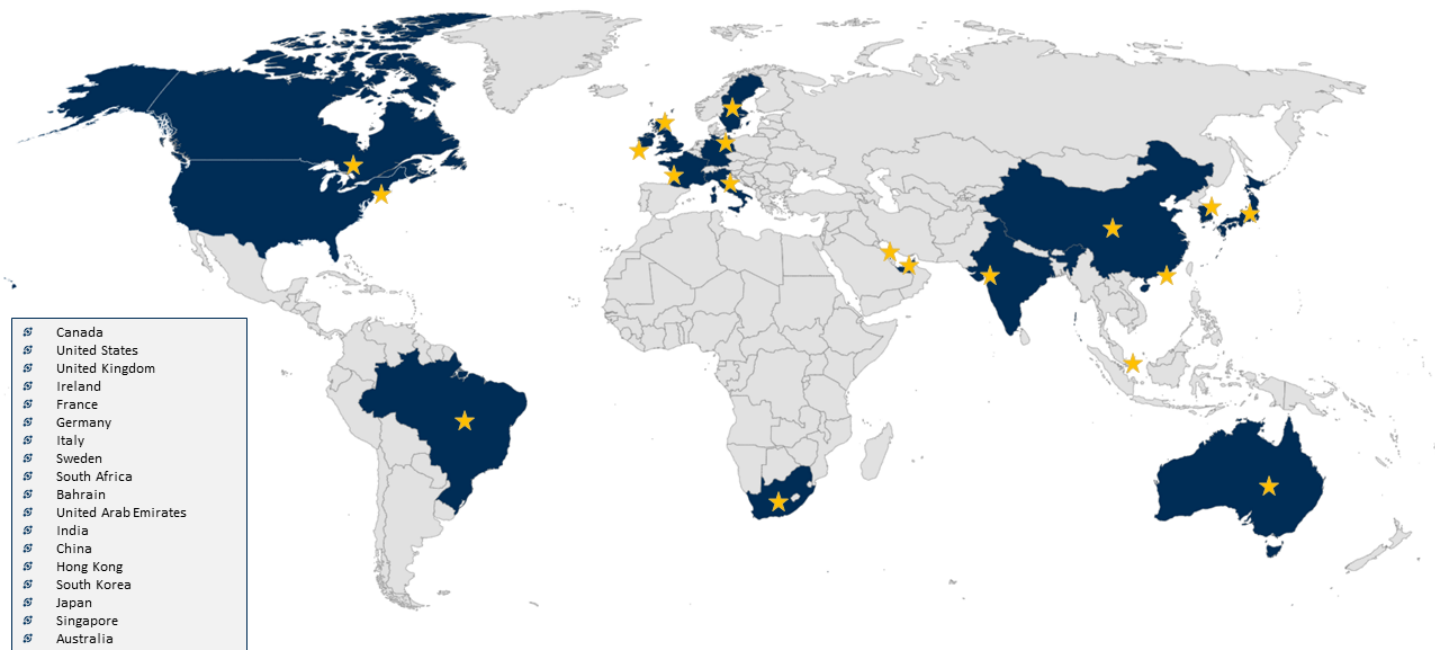 Canada
United States
United Kingdom
Ireland
France
Germany
Italy
Sweden
South Africa
Bahrain
United Arab Emirates
India
China
Hong Kong
South Korea
Japan
Singapore
Australia